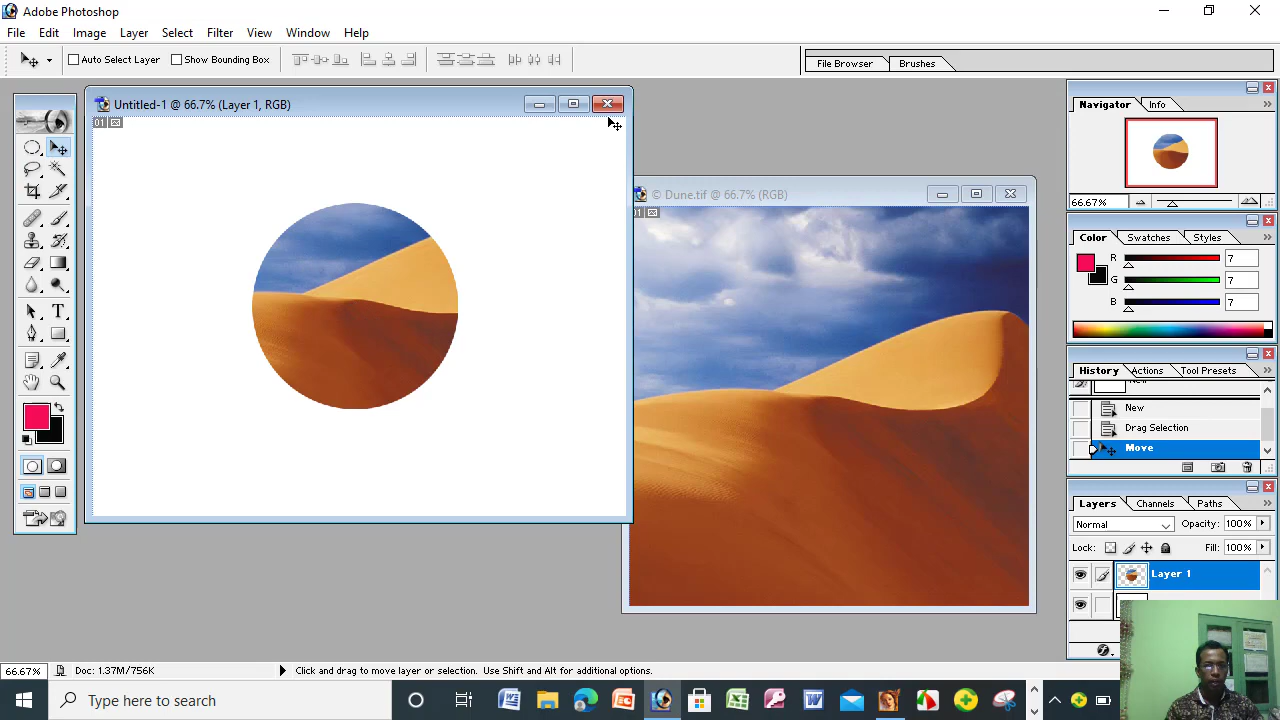 Adobe Photoshop
File Edit Image Layer Select Filter View Window Help
Auto Select Layer Show Bounding Box
File Browser Brushes
Untitled-1 @ 66.7% (Layer 1, RGB)
01
© Dune.tif @ 66.7% (RGB)
01
Navigator Info
66.67%
Color Swatches Styles
R 7
G 7
B 7
History Actions Tool Presets
New
Drag Selection
Move
Layers Channels Paths
Normal Opacity: 100%
Lock: Fill: 100%
Layer 1
66.67% Doc: 1.37M/756K Click and drag to move layer or selection. Use Shift and Alt for additional options.
Type here to search